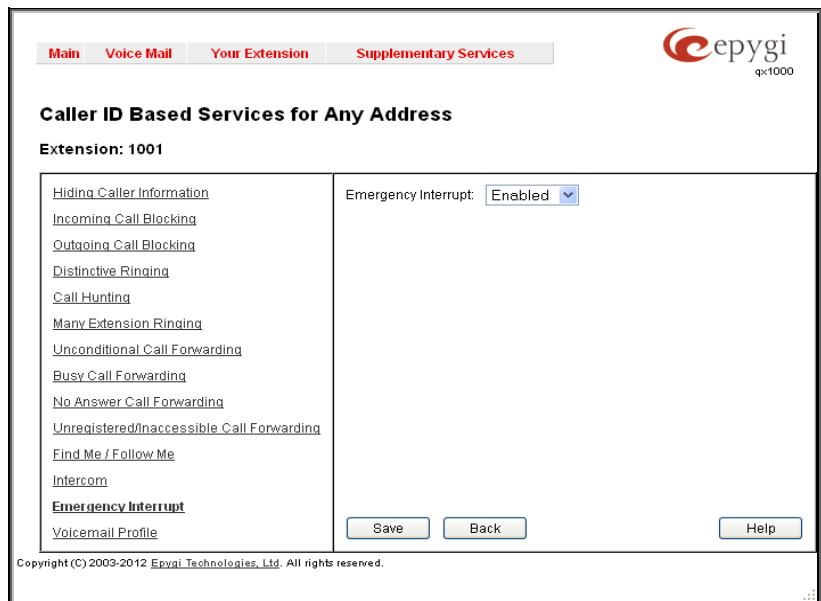 Main Voice Mail Your Extension Supplementary Services
epygi
qx1000
Caller ID Based Services for Any Address
Extension: 1001
Hiding Caller Information
Incoming Call Blocking
Outgoing Call Blocking
Distinctive Ringing
Call Hunting
Many Extension Ringing
Unconditional Call Forwarding
Busy Call Forwarding
No Answer Call Forwarding
Unregistered/Inaccessible Call Forwarding
Find Me / Follow Me
Intercom
Emergency Interrupt
Voicemail Profile
Emergency Interrupt: Enabled
Save Back Help
Copyright (C) 2003-2012 Epygi Technologies, Ltd. All rights reserved.